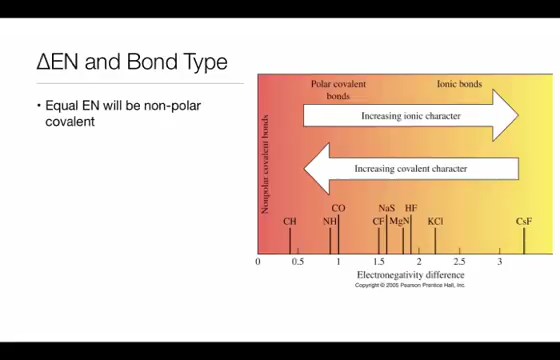 ΔEN and Bond Type
• Equal EN will be non-polar
covalent
Polar covalent
bonds
Ionic bonds
Increasing ionic character
Increasing covalent character
Nonpolar covalent bonds
CO NaS HF
CH NH CF MgN KCl CsF
0 0.5 1 1.5 2 2.5 3
Electronegativity difference
Copyright © 2005 Pearson Prentice Hall, Inc.